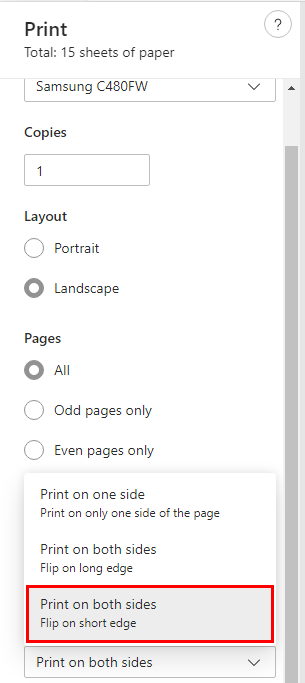 Print
?
Total: 15 sheets of paper
Samsung C480FW
Copies
1
Layout
Portrait
Landscape
Pages
All
Odd pages only
Even pages only
Print on one side
Print on only one side of the page
Print on both sides
Flip on long edge
Print on both sides
Flip on short edge
Print on both sides